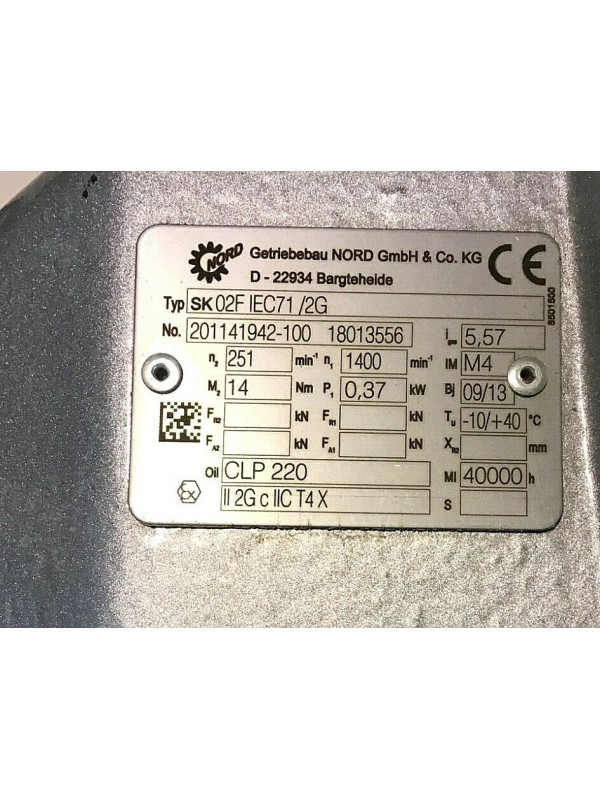 NORD Getriebebau NORD GmbH & Co. KG CE
D - 22934 Bargteheide
Typ SK 02F IEC71 /2G
No. 201141942-100 18013556 iges 5,57
n2 251 min-1 n1 1400 min-1 IM M4
M2 14 Nm P1 0,37 kW Bj 09/13
FR2 kN FR1 kN Tu -10/+40 °C
FA2 kN FA1 kN XR2 mm
Oil CLP 220 MI 40000 h
Ex II 2G c IIC T4 X S
8501500